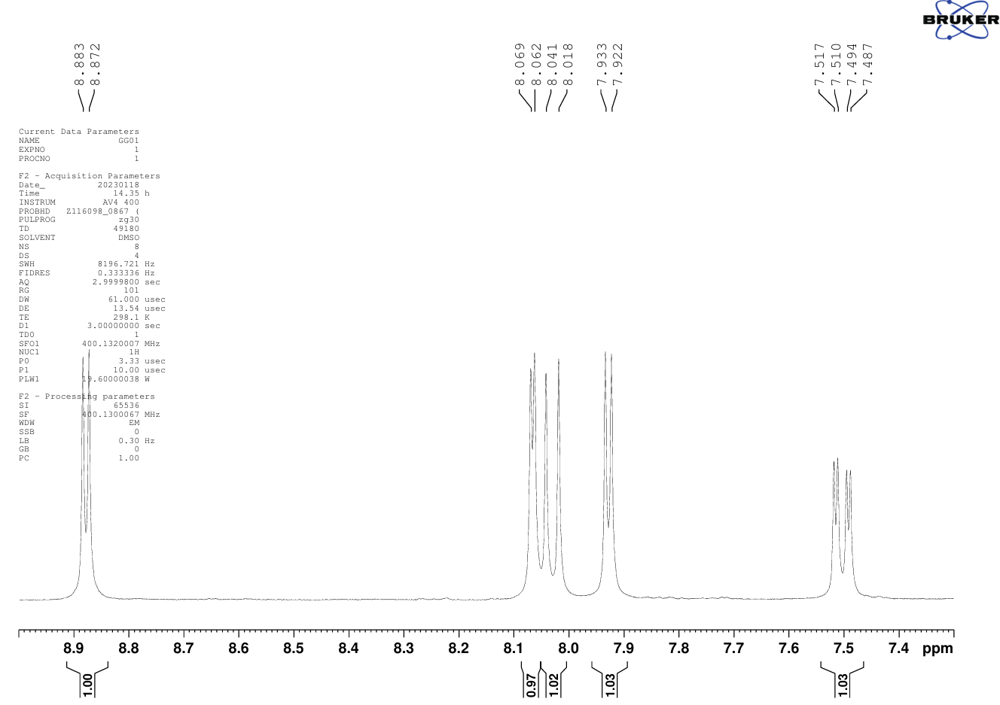 BRUKER
8.883
8.872
8.069
8.062
8.041
8.018
7.933
7.922
7.517
7.510
7.494
7.487
Current Data Parameters
NAME GG01
EXPNO 1
PROCNO 1
F2 - Acquisition Parameters
Date_ 20230118
Time 14.35 h
INSTRUM AV4 400
PROBHD Z116098_0867 (
PULPROG zg30
TD 49180
SOLVENT DMSO
NS 8
DS 4
SWH 8196.721 Hz
FIDRES 0.333336 Hz
AQ 2.9999800 sec
RG 101
DW 61.000 usec
DE 13.54 usec
TE 298.1 K
D1 3.00000000 sec
TD0 1
SFO1 400.1320007 MHz
NUC1 1H
P0 3.33 usec
P1 10.00 usec
PLW1 19.60000038 W
F2 - Processing parameters
SI 65536
SF 400.1300067 MHz
WDW EM
SSB 0
LB 0.30 Hz
GB 0
PC 1.00
8.9 8.8 8.7 8.6 8.5 8.4 8.3 8.2 8.1 8.0 7.9 7.8 7.7 7.6 7.5 7.4 ppm
1.00
0.97
1.02
1.03
1.03